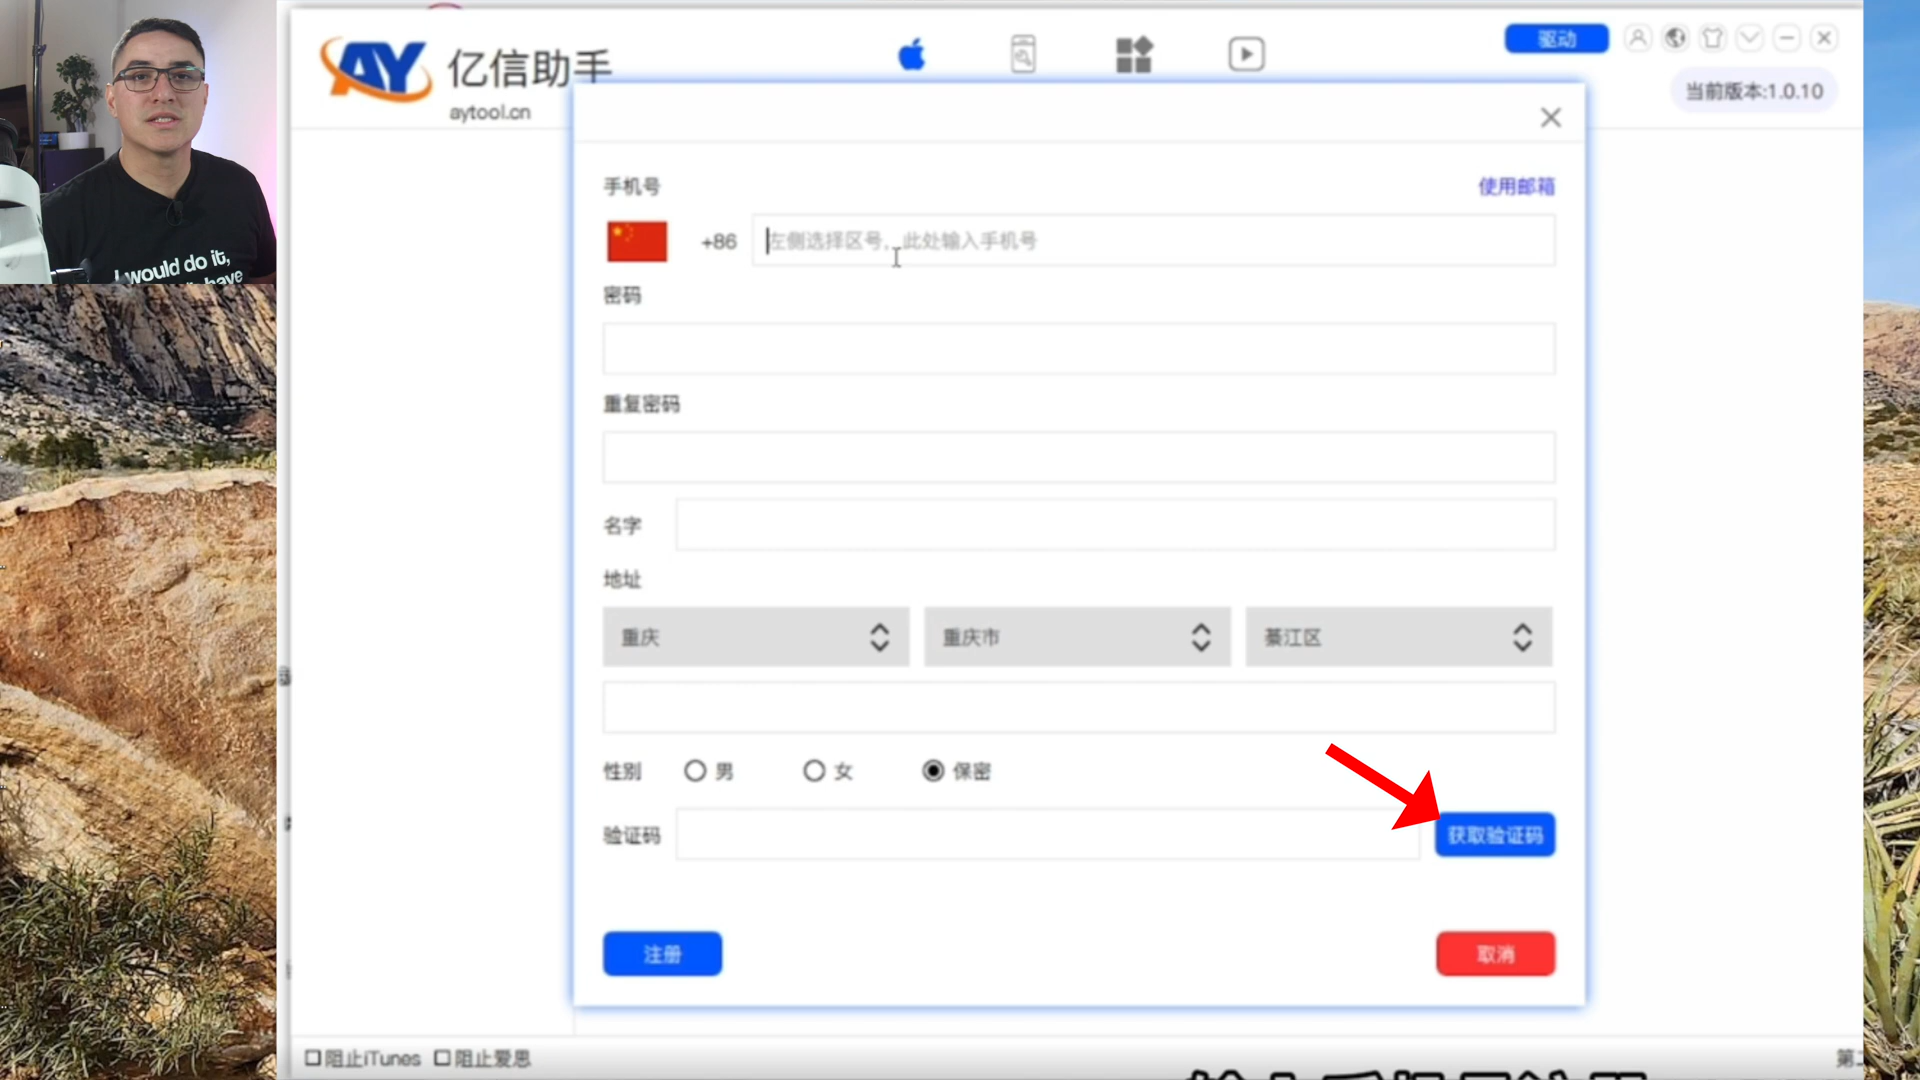 AY 亿信助手
aytool.cn
驱动
当前版本:1.0.10
I would do it,
have
手机号
使用邮箱
+86
左侧选择区号，此处输入手机号
密码
重复密码
名字
地址
重庆
重庆市
綦江区
性别
男
女
保密
验证码
获取验证码
注册
取消
阻止iTunes
阻止爱思